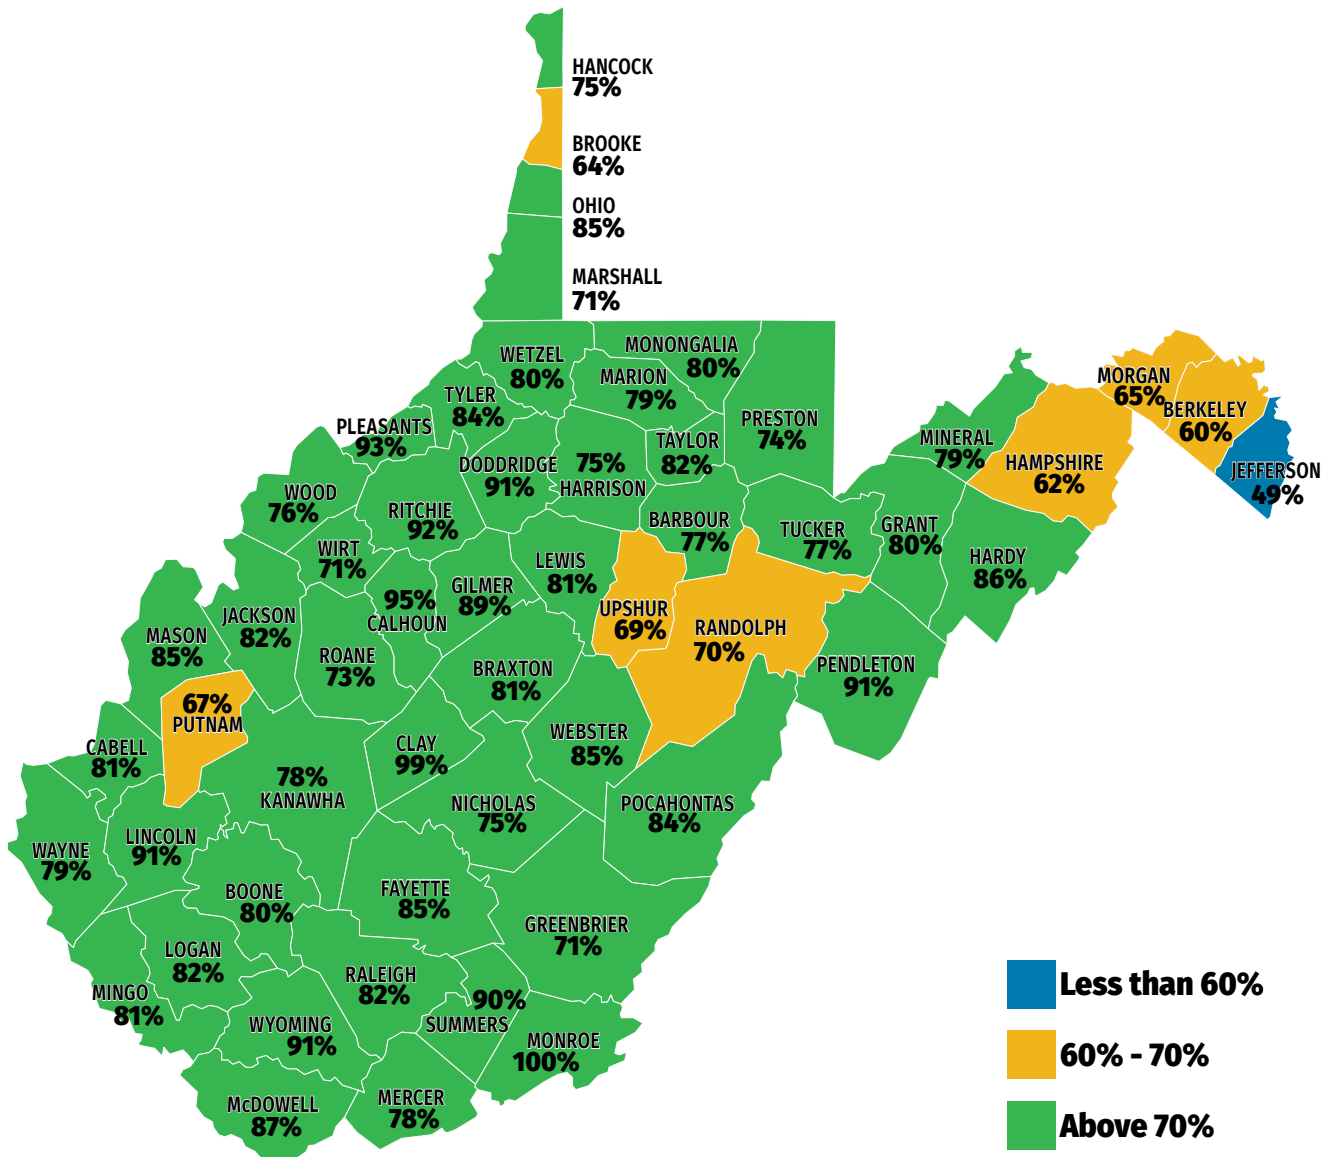 HANCOCK
75%
BROOKE
64%
OHIO
85%
MARSHALL
71%
WETZEL
80%
MONONGALIA
80%
MARION
79%
TYLER
84%
PLEASANTS
93%
PRESTON
74%
TAYLOR
82%
DODDRIDGE
91%
75%
HARRISON
MORGAN
65%
BERKELEY
60%
JEFFERSON
49%
MINERAL
79%
HAMPSHIRE
62%
WOOD
76%
RITCHIE
92%
BARBOUR
77%
TUCKER
77%
GRANT
80%
HARDY
86%
WIRT
71%
LEWIS
81%
GILMER
89%
95%
CALHOUN
UPSHUR
69%
RANDOLPH
70%
JACKSON
82%
MASON
85%
ROANE
73%
BRAXTON
81%
PENDLETON
91%
67%
PUTNAM
CABELL
81%
CLAY
99%
WEBSTER
85%
78%
KANAWHA
NICHOLAS
75%
POCAHONTAS
84%
WAYNE
79%
LINCOLN
91%
BOONE
80%
FAYETTE
85%
GREENBRIER
71%
LOGAN
82%
RALEIGH
82%
MINGO
81%
90%
SUMMERS
WYOMING
91%
MONROE
100%
McDOWELL
87%
MERCER
78%
Less than 60%
60% - 70%
Above 70%